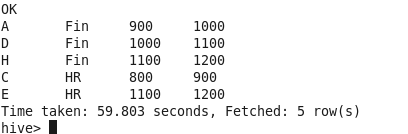 OK
A Fin 900 1000
D Fin 1000 1100
H Fin 1100 1200
C HR 800 900
E HR 1100 1200
Time taken: 59.803 seconds, Fetched: 5 row(s)
hive>